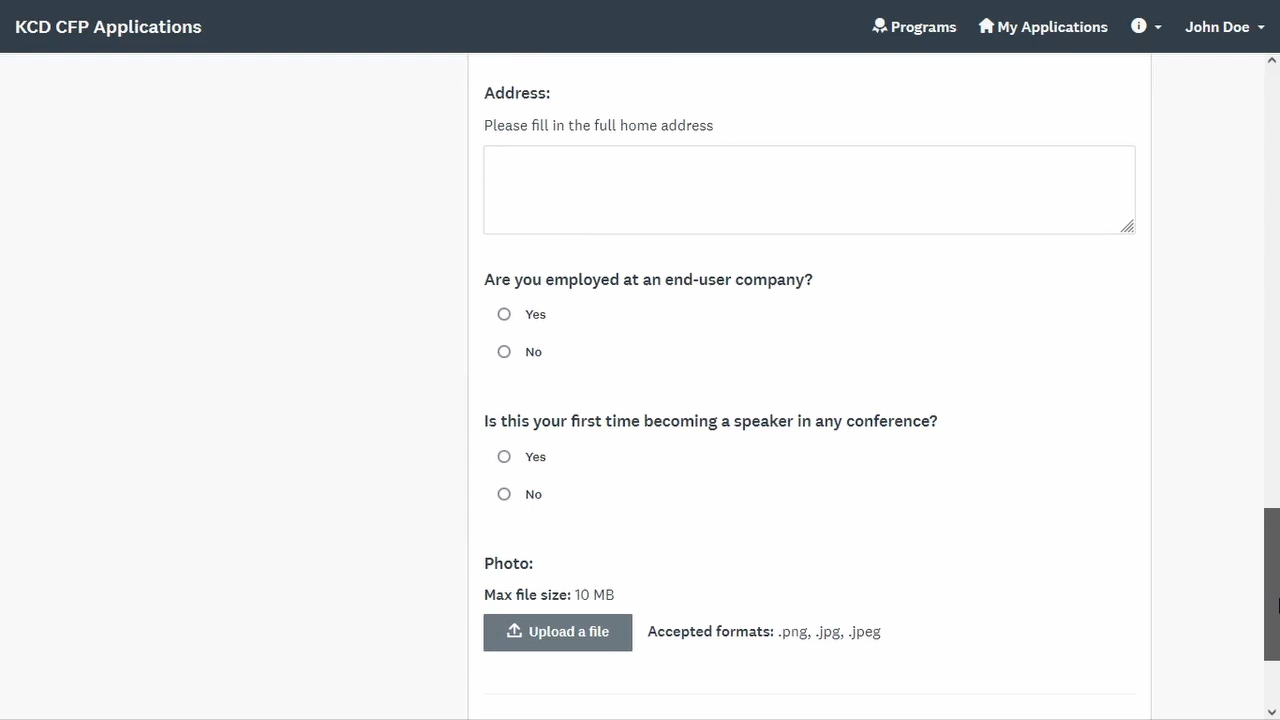 KCD CFP Applications
Programs
My Applications
John Doe
Address:
Please fill in the full home address
Are you employed at an end-user company?
Yes
No
Is this your first time becoming a speaker in any conference?
Yes
No
Photo:
Max file size: 10 MB
Upload a file
Accepted formats: .png, .jpg, .jpeg